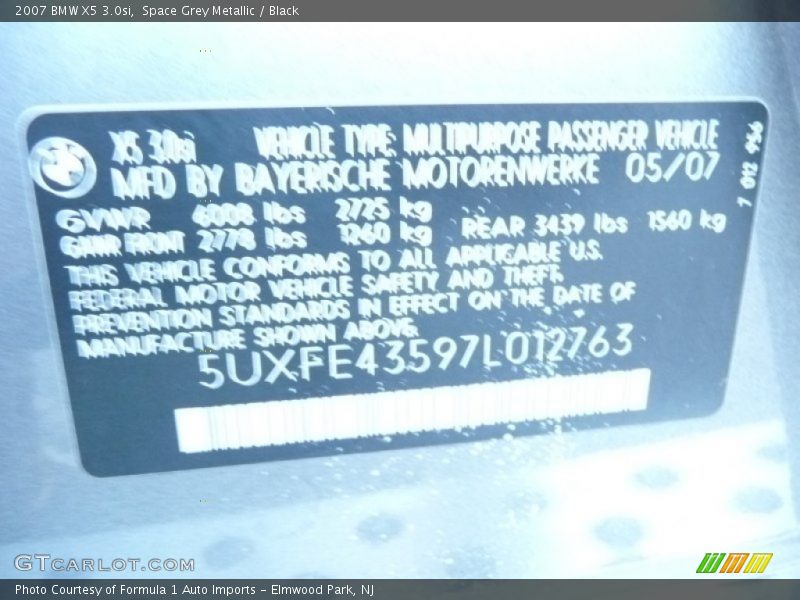 2007 BMW X5 3.0si, Space Grey Metallic / Black
X5 3.0si VEHICLE TYPE: MULTIPURPOSE PASSENGER VEHICLE
MFD BY BAYERISCHE MOTORENWERKE 05/07
GVWR 6008 lbs 2725 kg
GAWR FRONT 2778 lbs 1260 kg REAR 3439 lbs 1560 kg
THIS VEHICLE CONFORMS TO ALL APPLICABLE U.S.
FEDERAL MOTOR VEHICLE SAFETY AND THEFT
PREVENTION STANDARDS IN EFFECT ON THE DATE OF
MANUFACTURE SHOWN ABOVE.
5UXFE43597L012763
GTCARLOT.COM
Photo Courtesy of Formula 1 Auto Imports - Elmwood Park, NJ